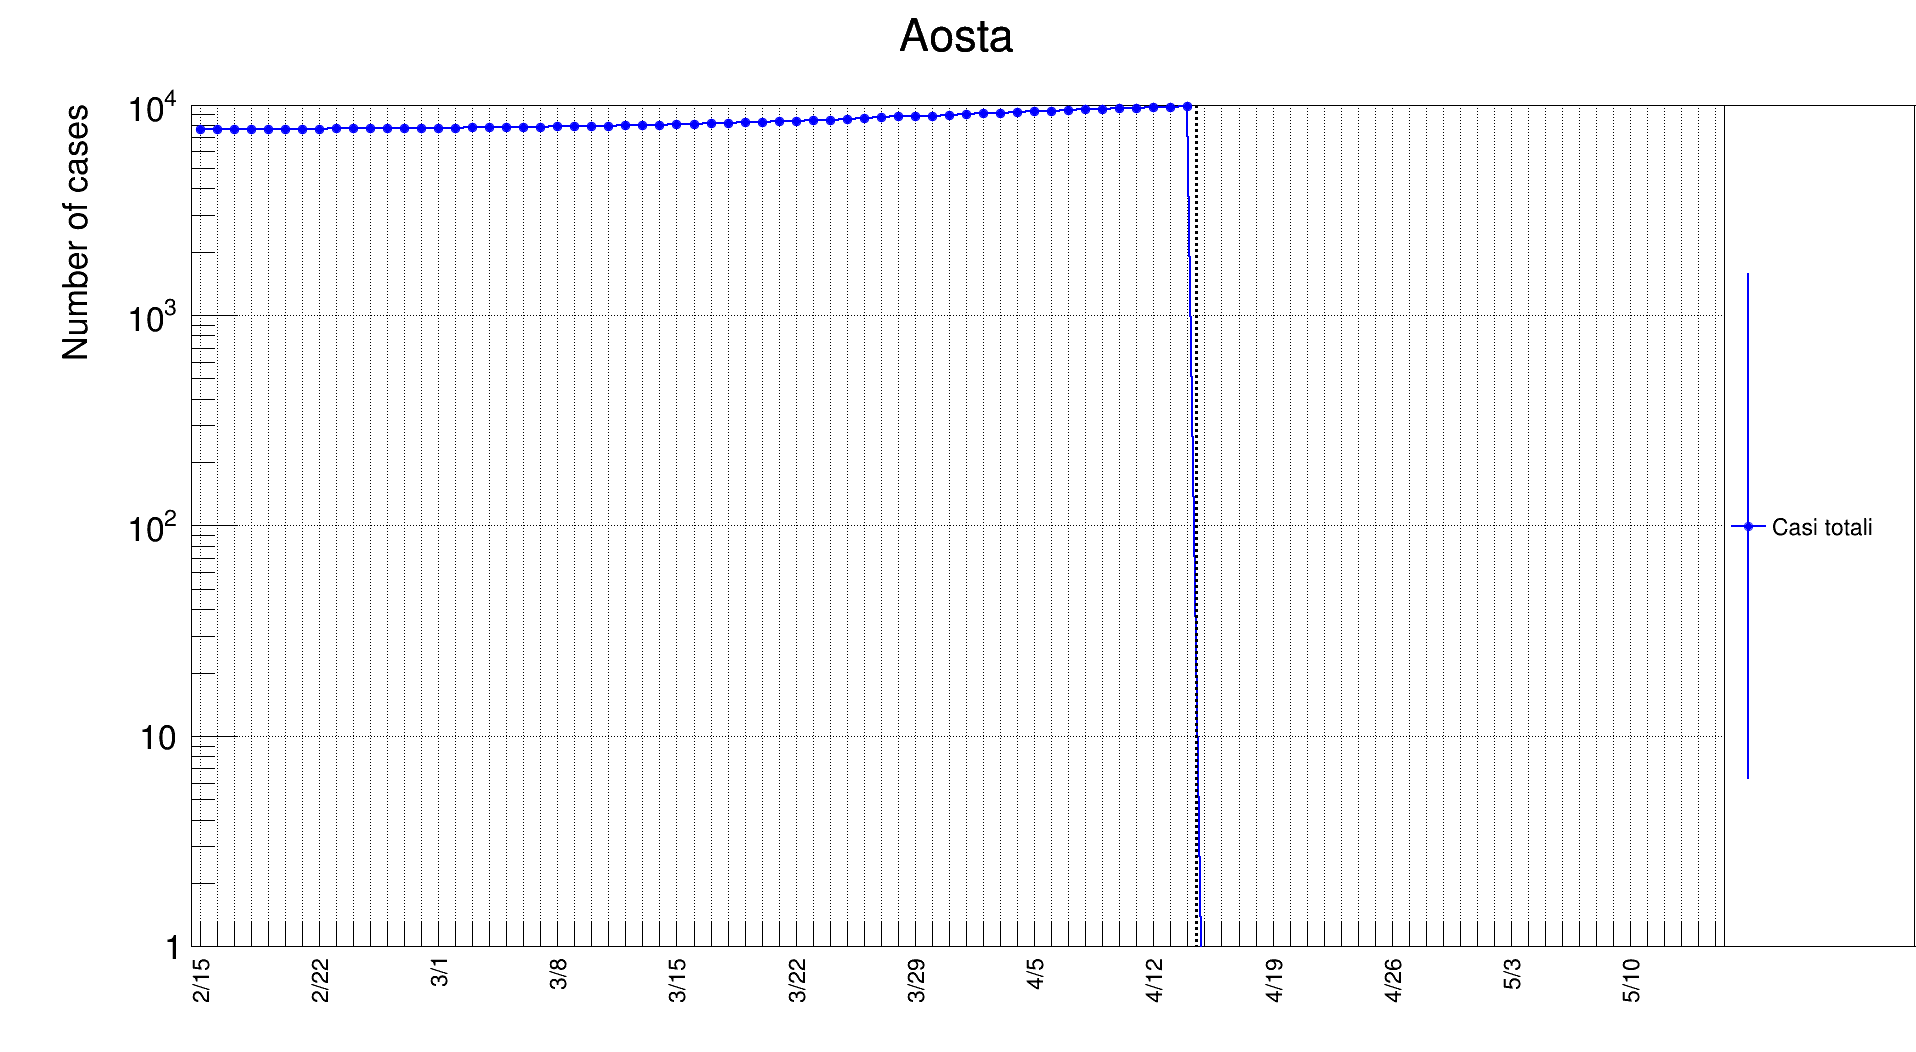 Aosta
Number of cases
10^4
10^3
10^2
10
1
2/15 2/22 3/1 3/8 3/15 3/22 3/29 4/5 4/12 4/19 4/26 5/3 5/10
Casi totali